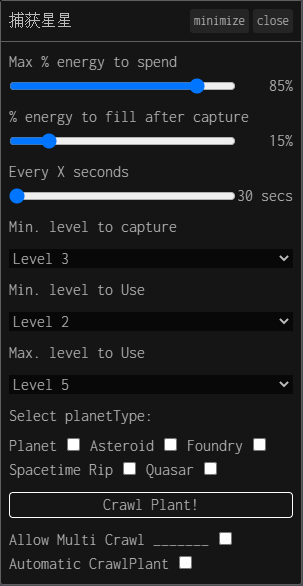 捕获星星 minimize close
Max % energy to spend
85%
% energy to fill after capture
15%
Every X seconds
30 secs
Min. level to capture
Level 3
Min. level to Use
Level 2
Max. level to Use
Level 5
Select planetType:
Planet Asteroid Foundry
Spacetime Rip Quasar
Crawl Plant!
Allow Multi Crawl _______
Automatic CrawlPlant